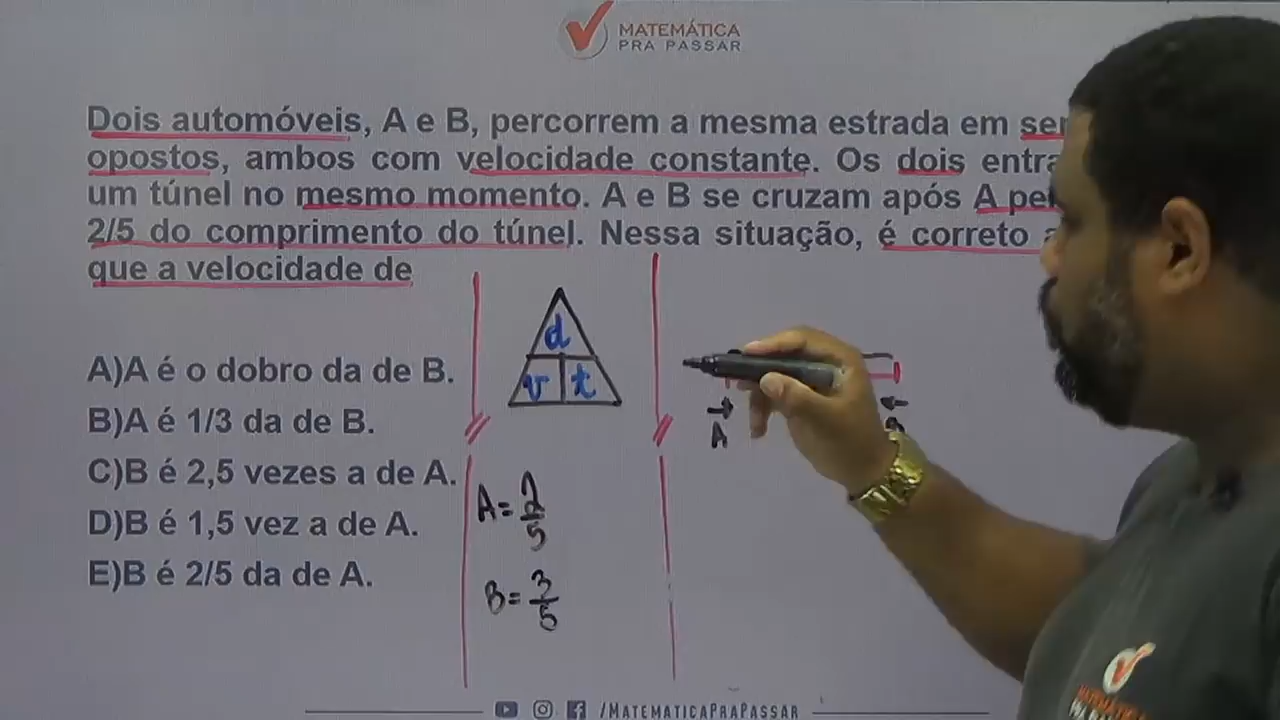 MATEMÁTICA
PRA PASSAR
Dois automóveis, A e B, percorrem a mesma estrada em
opostos, ambos com velocidade constante. Os dois
um túnel no mesmo momento. A e B se cruzam após A
2/5 do comprimento do túnel. Nessa situação, é correto
que a velocidade de
A)A é o dobro da de B.
B)A é 1/3 da de B.
C)B é 2,5 vezes a de A.
D)B é 1,5 vez a de A.
E)B é 2/5 da de A.
d
v t
A
A= 2/5
B= 3/5
/MATEMATICAPRAPASSAR